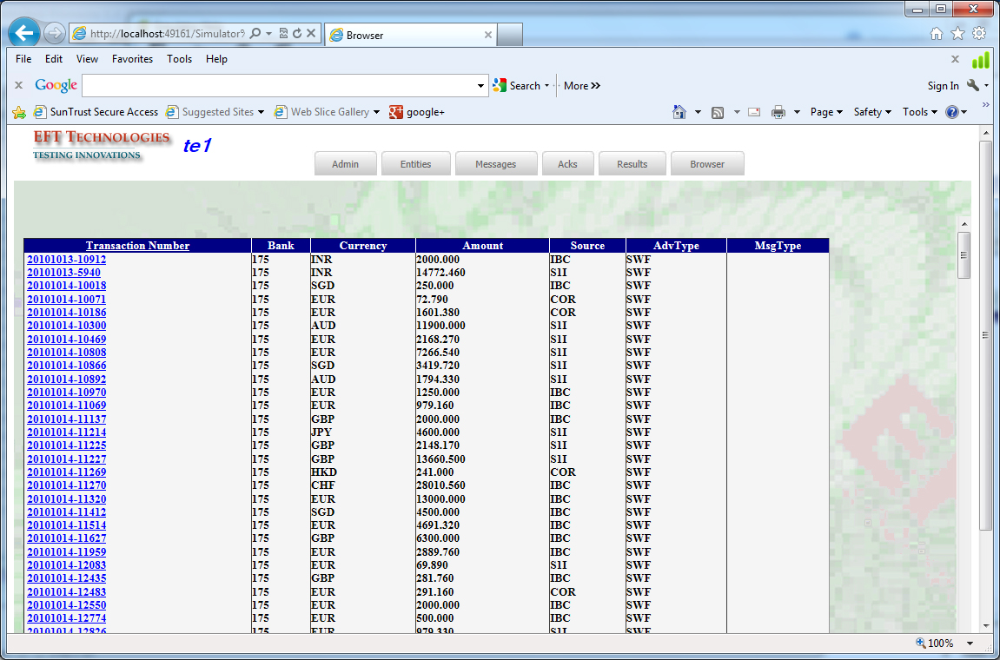 http://localhost:49161/Simulator9
Browser
File Edit View Favorites Tools Help
Google Search More »
Sign In
SunTrust Secure Access Suggested Sites Web Slice Gallery google+
Page Safety Tools
EFT TECHNOLOGIES
TESTING INNOVATIONS
te1
Admin Entities Messages Acks Results Browser
Transaction Number Bank Currency Amount Source AdvType MsgType
20101013-10912 175 INR 2000.000 IBC SWF
20101013-5940 175 INR 14772.460 S1I SWF
20101014-10018 175 SGD 250.000 IBC SWF
20101014-10071 175 EUR 72.790 COR SWF
20101014-10186 175 EUR 1601.380 COR SWF
20101014-10300 175 AUD 11900.000 S1I SWF
20101014-10469 175 EUR 2168.270 S1I SWF
20101014-10808 175 EUR 7266.540 S1I SWF
20101014-10866 175 SGD 3419.720 S1I SWF
20101014-10892 175 AUD 1794.330 S1I SWF
20101014-10970 175 EUR 1250.000 IBC SWF
20101014-11069 175 EUR 979.160 IBC SWF
20101014-11137 175 GBP 2000.000 IBC SWF
20101014-11214 175 JPY 4600.000 S1I SWF
20101014-11225 175 GBP 2148.170 S1I SWF
20101014-11227 175 GBP 13660.500 S1I SWF
20101014-11269 175 HKD 241.000 COR SWF
20101014-11270 175 CHF 28010.560 IBC SWF
20101014-11320 175 EUR 13000.000 IBC SWF
20101014-11412 175 SGD 4500.000 IBC SWF
20101014-11514 175 EUR 4691.320 IBC SWF
20101014-11627 175 GBP 6300.000 IBC SWF
20101014-11959 175 EUR 2889.760 IBC SWF
20101014-12083 175 EUR 69.890 S1I SWF
20101014-12435 175 GBP 281.760 IBC SWF
20101014-12483 175 EUR 291.160 COR SWF
20101014-12550 175 EUR 2000.000 IBC SWF
20101014-12774 175 EUR 500.000 IBC SWF
20101014-12826 175 EUR 979.330 S1I SWF
100%